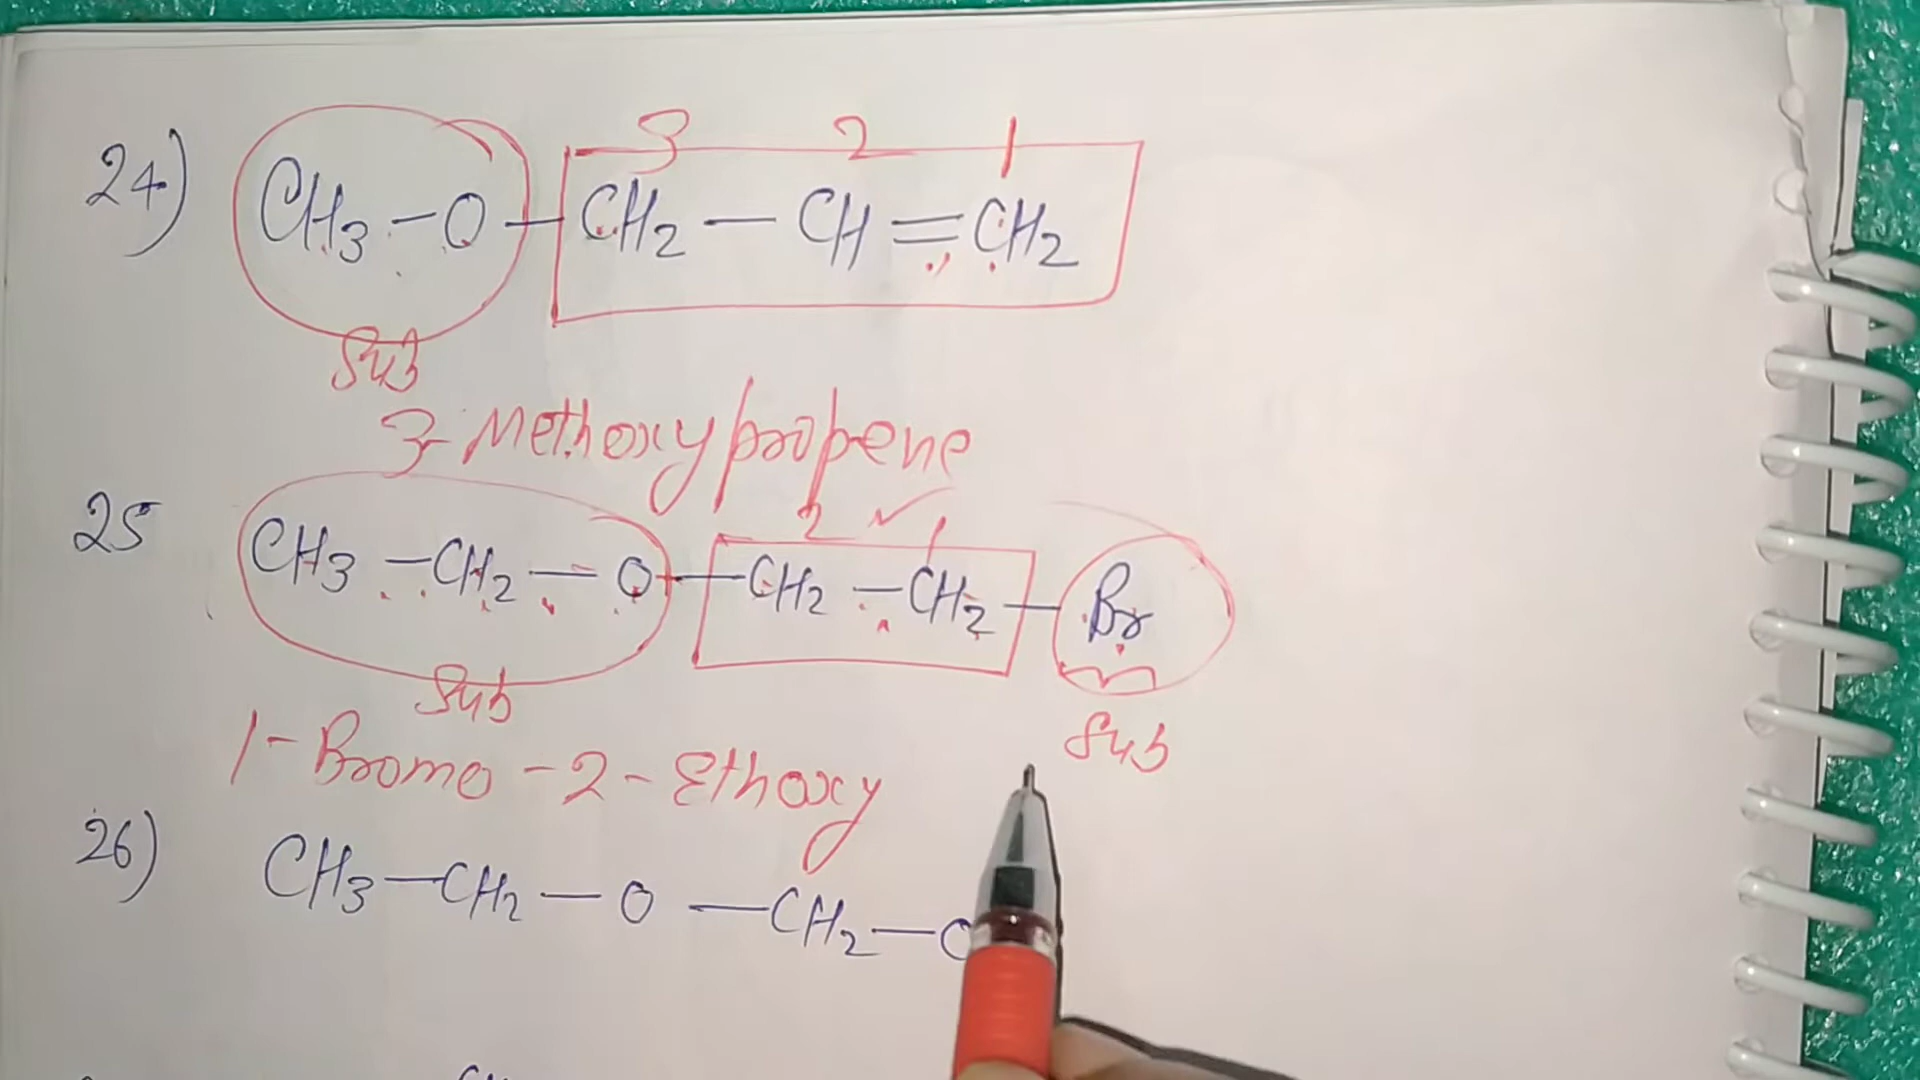 3 2 1
24) CH3 - O - CH2 - CH = CH2
Sub
3-Methoxypropene
2 1
25 CH3 - CH2 - O - CH2 - CH2 - Br
Sub Sub
1-Bromo-2-Ethoxy
26) CH3 - CH2 - O - CH2 -